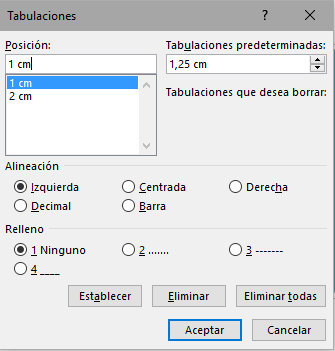 Tabulaciones
Posición:
Tabulaciones predeterminadas:
1 cm
1,25 cm
1 cm
2 cm
Tabulaciones que desea borrar:
Alineación
Izquierda
Centrada
Derecha
Decimal
Barra
Relleno
1 Ninguno
2 .......
3 -------
4 ____
Establecer
Eliminar
Eliminar todas
Aceptar
Cancelar